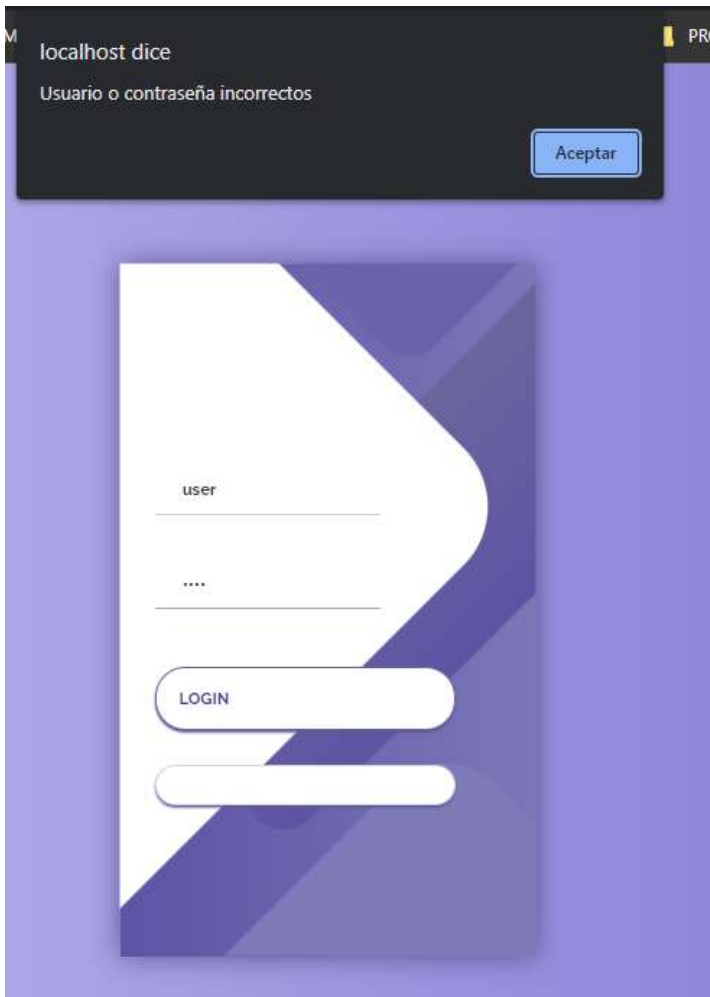 M
PR
localhost dice
Usuario o contraseña incorrectos
Aceptar
user
....
LOGIN